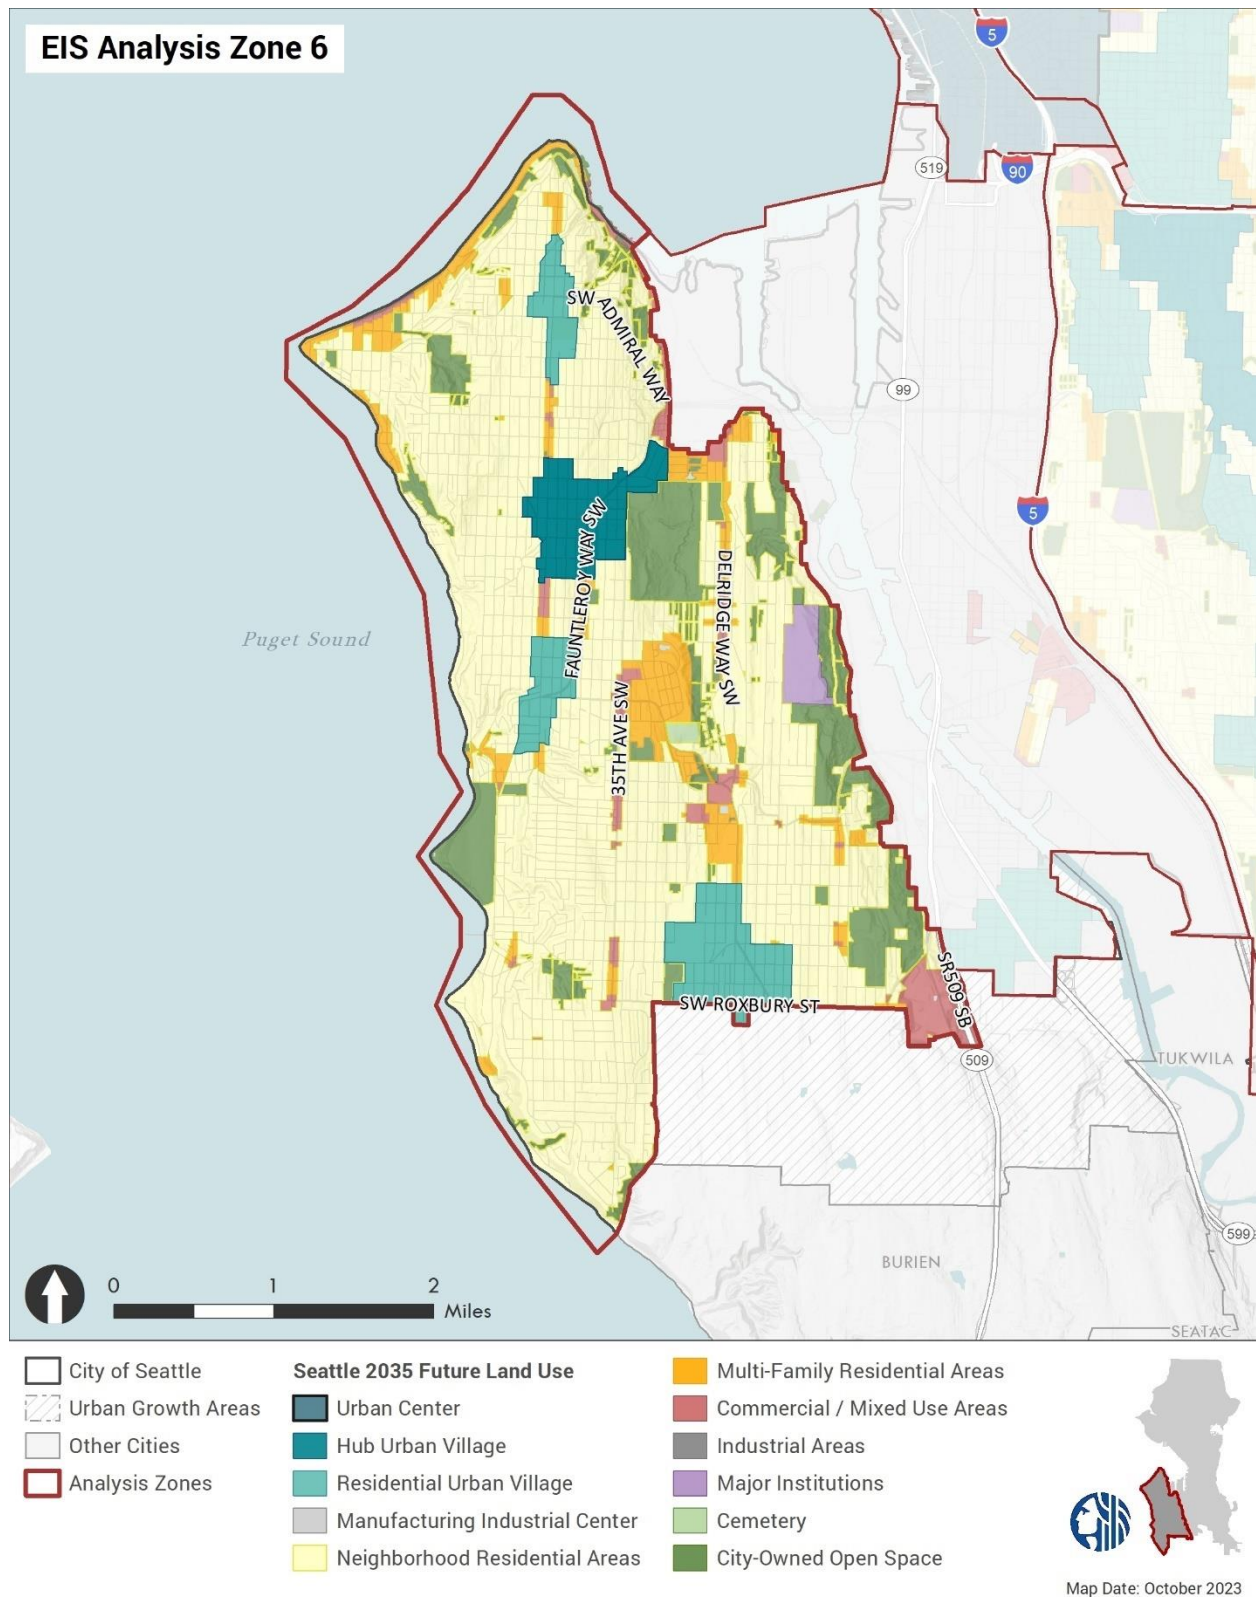 EIS Analysis Zone 6
5
519
90
SW ADMIRAL WAY
99
FAUNTLEROY WAY SW
5
DELRIDGE WAY SW
Puget Sound
35TH AVE SW
SR509 SB
SW ROXBURY ST
509
TUKWILA
599
BURIEN
SEATAC
0 1 2
Miles
City of Seattle
Urban Growth Areas
Other Cities
Analysis Zones
Seattle 2035 Future Land Use
Urban Center
Hub Urban Village
Residential Urban Village
Manufacturing Industrial Center
Neighborhood Residential Areas
Multi-Family Residential Areas
Commercial / Mixed Use Areas
Industrial Areas
Major Institutions
Cemetery
City-Owned Open Space
Map Date: October 2023